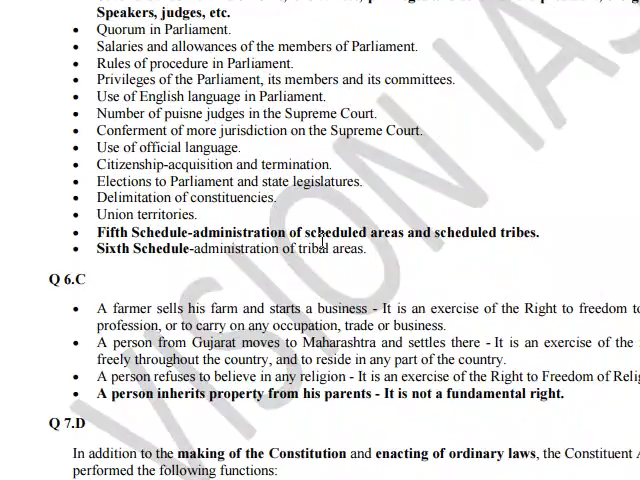 Speakers, judges, etc.
• Quorum in Parliament.
• Salaries and allowances of the members of Parliament.
• Rules of procedure in Parliament.
• Privileges of the Parliament, its members and its committees.
• Use of English language in Parliament.
• Number of puisne judges in the Supreme Court.
• Conferment of more jurisdiction on the Supreme Court.
• Use of official language.
• Citizenship-acquisition and termination.
• Elections to Parliament and state legislatures.
• Delimitation of constituencies.
• Union territories.
• Fifth Schedule-administration of scheduled areas and scheduled tribes.
• Sixth Schedule-administration of tribal areas.
Q 6.C
• A farmer sells his farm and starts a business - It is an exercise of the Right to freedom to
profession, or to carry on any occupation, trade or business.
• A person from Gujarat moves to Maharashtra and settles there - It is an exercise of the
freely throughout the country, and to reside in any part of the country.
• A person refuses to believe in any religion - It is an exercise of the Right to Freedom of Reli
• A person inherits property from his parents - It is not a fundamental right.
Q 7.D
In addition to the making of the Constitution and enacting of ordinary laws, the Constituent
performed the following functions:
VISION IAS